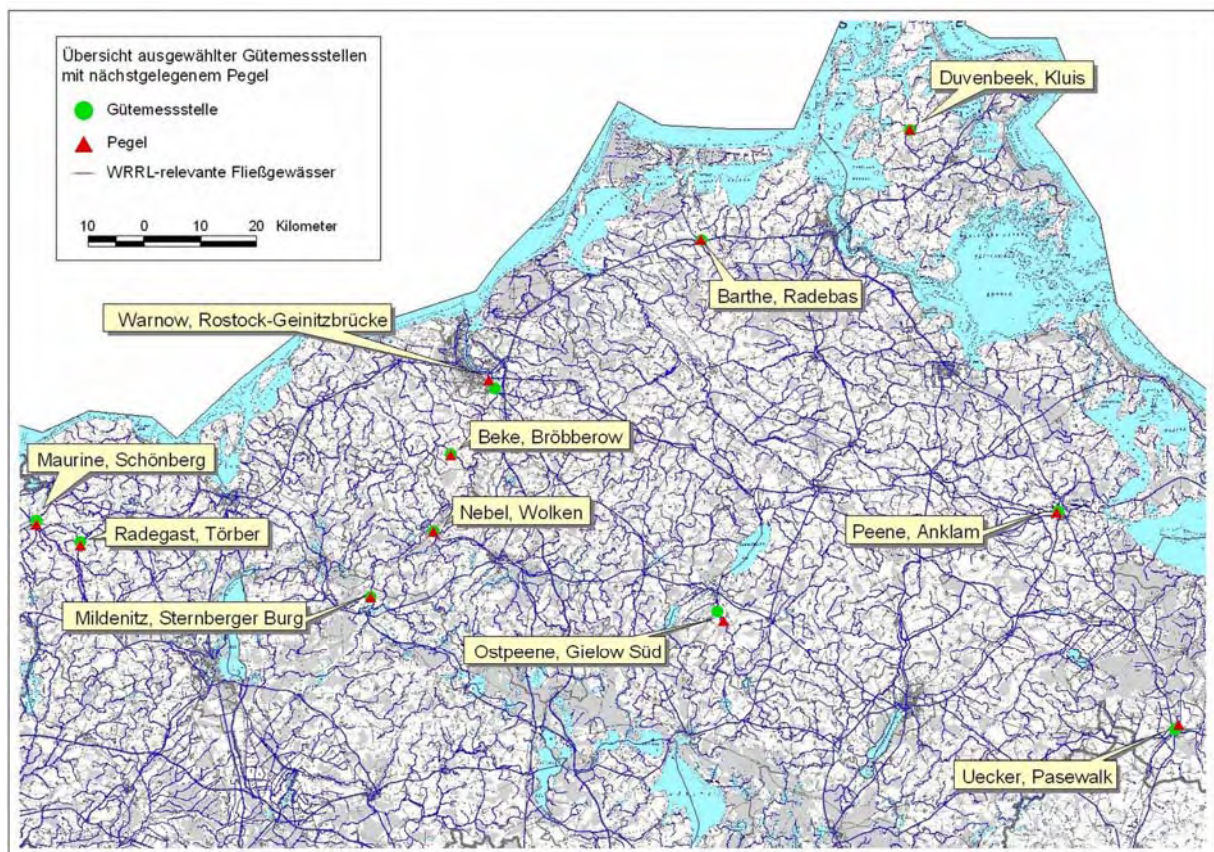 Übersicht ausgewählter Gütemessstellen
mit nächstgelegenem Pegel
Gütemessstelle
Pegel
WRRL-relevante Fließgewässer
10 0 10 20 Kilometer
Duvenbeek, Kluis
Barthe, Radebas
Warnow, Rostock-Geinitzbrücke
Beke, Bröbberow
Maurine, Schönberg
Nebel, Wolken
Radegast, Törber
Peene, Anklam
Mildenitz, Sternberger Burg
Ostpeene, Gielow Süd
Uecker, Pasewalk